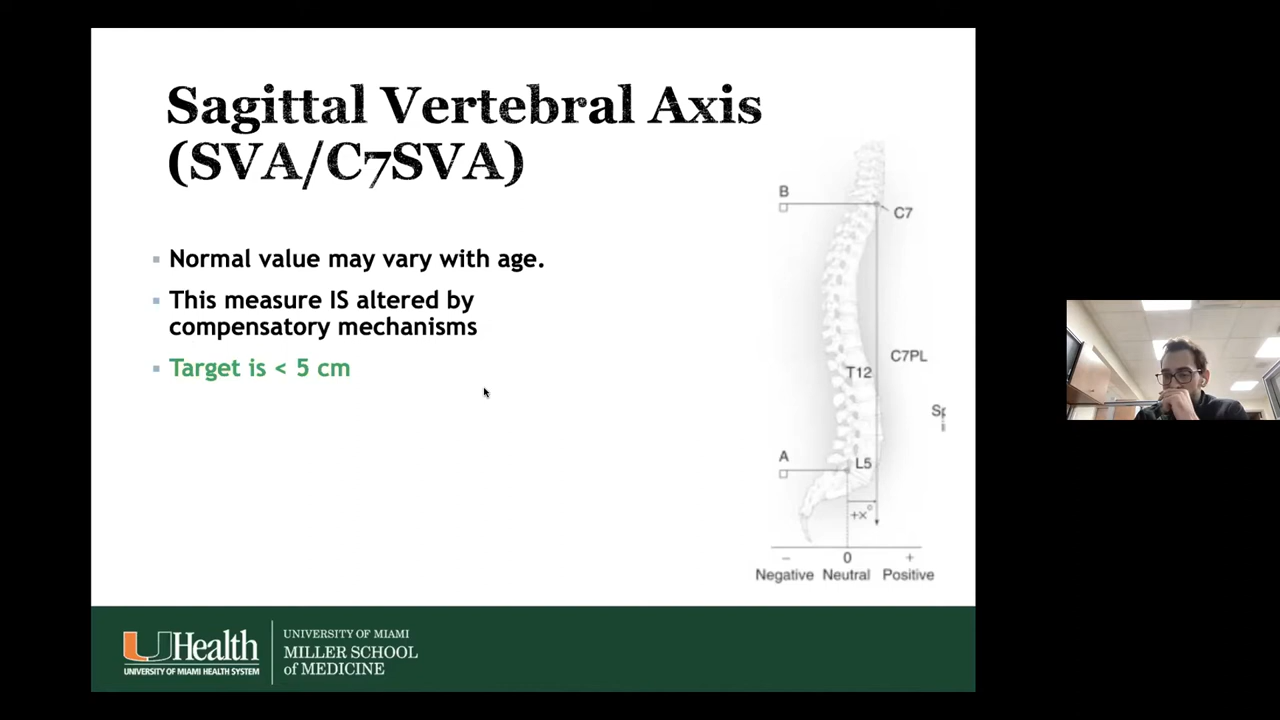 Sagittal Vertebral Axis
(SVA/C7SVA)
▪ Normal value may vary with age.
▪ This measure IS altered by
compensatory mechanisms
▪ Target is < 5 cm
B
C7
C7PL
T12
A
L5
+x°
− 0 +
Negative Neutral Positive
UHealth
UNIVERSITY OF MIAMI HEALTH SYSTEM
UNIVERSITY OF MIAMI
MILLER SCHOOL
of MEDICINE